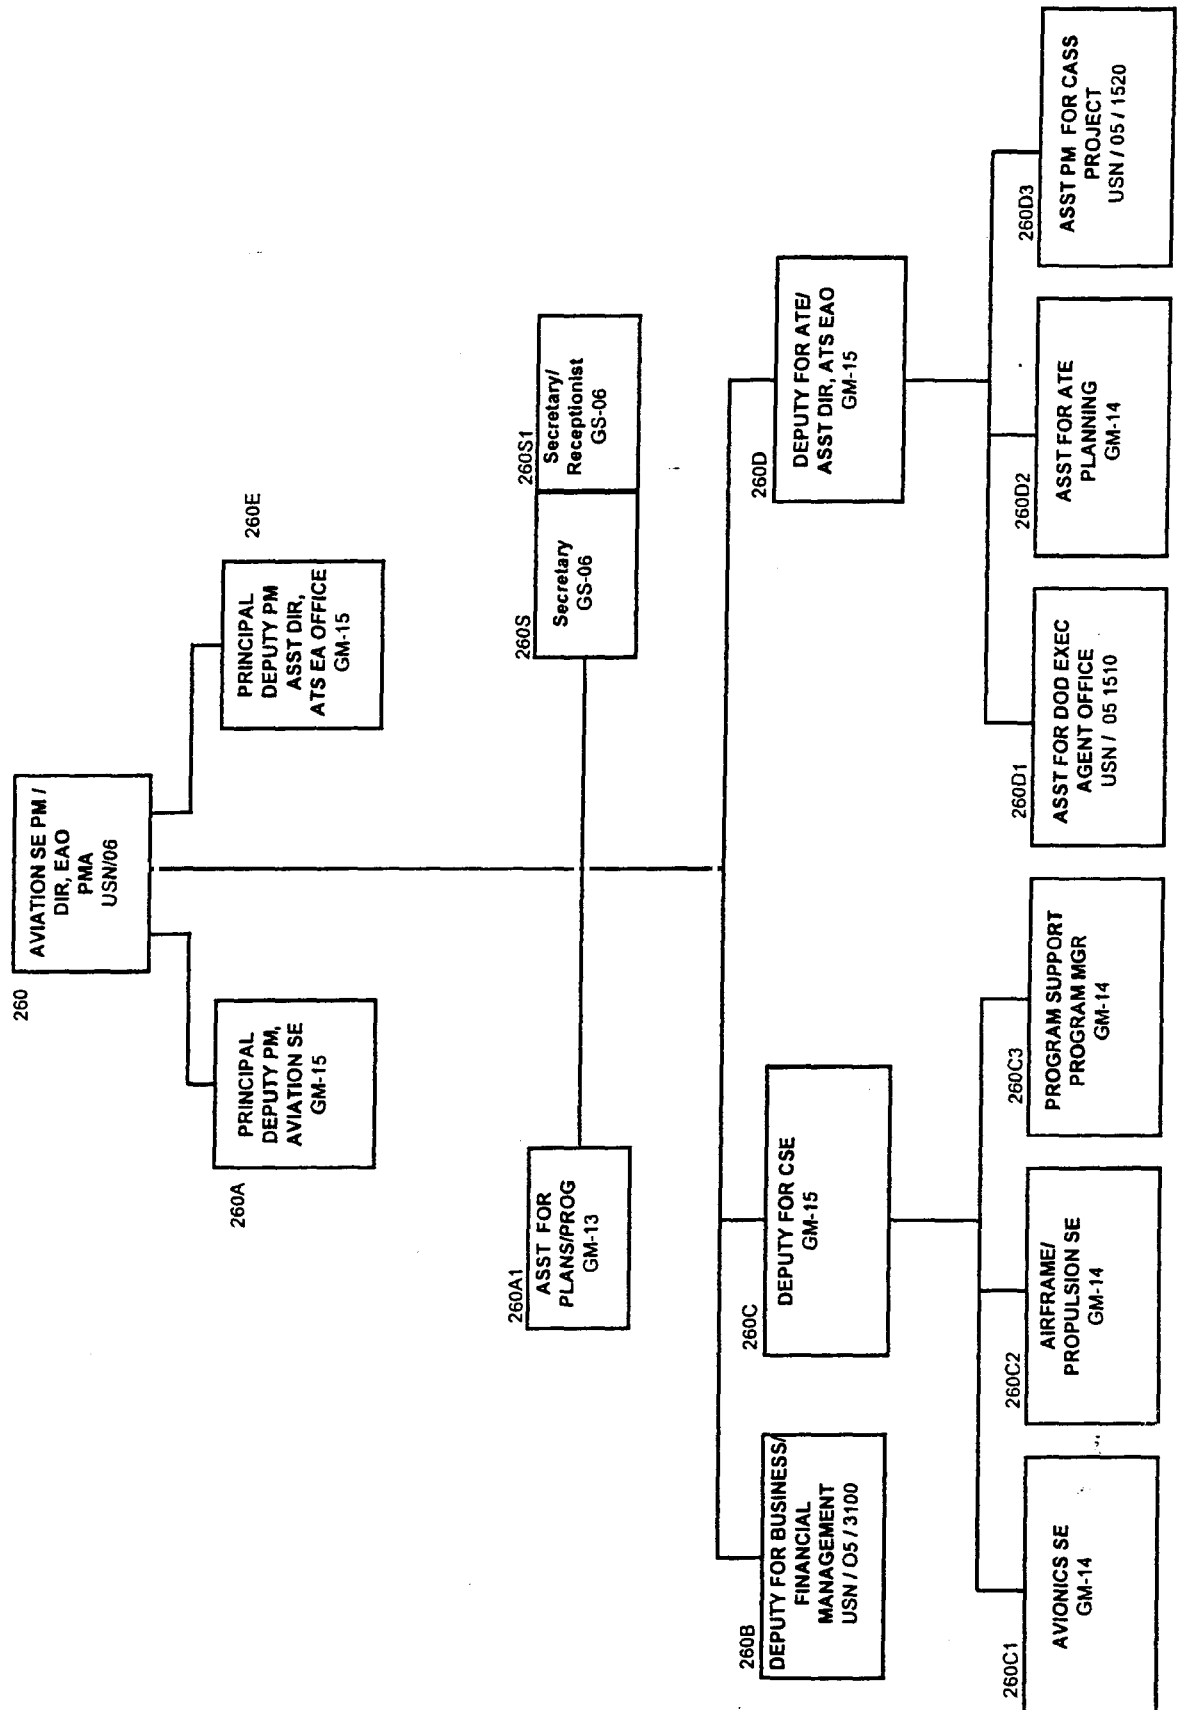 260
AVIATION SE PM /
DIR, EAO
PMA
USN/06
260A
PRINCIPAL
DEPUTY PM,
AVIATION SE
GM-15
260E
PRINCIPAL
DEPUTY PM
ASST DIR,
ATS EA OFFICE
GM-15
260A1
ASST FOR
PLANS/PROG
GM-13
260S
Secretary
GS-06
260S1
Secretary/
Receptionist
GS-06
260B
DEPUTY FOR BUSINESS/
FINANCIAL
MANAGEMENT
USN / O5 / 3100
260C
DEPUTY FOR CSE
GM-15
260D
DEPUTY FOR ATE/
ASST DIR, ATS EAO
GM-15
260C1
AVIONICS SE
GM-14
260C2
AIRFRAME/
PROPULSION SE
GM-14
260C3
PROGRAM SUPPORT
PROGRAM MGR
GM-14
260D1
ASST FOR DOD EXEC
AGENT OFFICE
USN / 05 1510
260D2
ASST FOR ATE
PLANNING
GM-14
260D3
ASST PM FOR CASS
PROJECT
USN / 05 / 1520